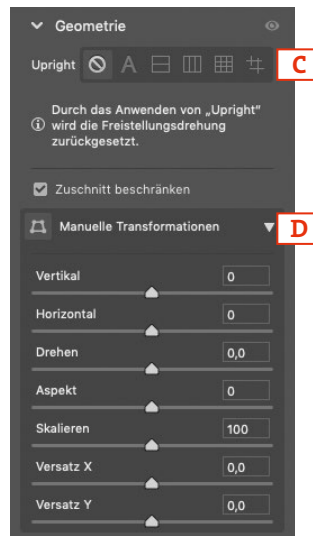 Geometrie
Upright A C
Durch das Anwenden von „Upright"
wird die Freistellungsdrehung
zurückgesetzt.
Zuschnitt beschränken
Manuelle Transformationen D
Vertikal 0
Horizontal 0
Drehen 0,0
Aspekt 0
Skalieren 100
Versatz X 0,0
Versatz Y 0,0